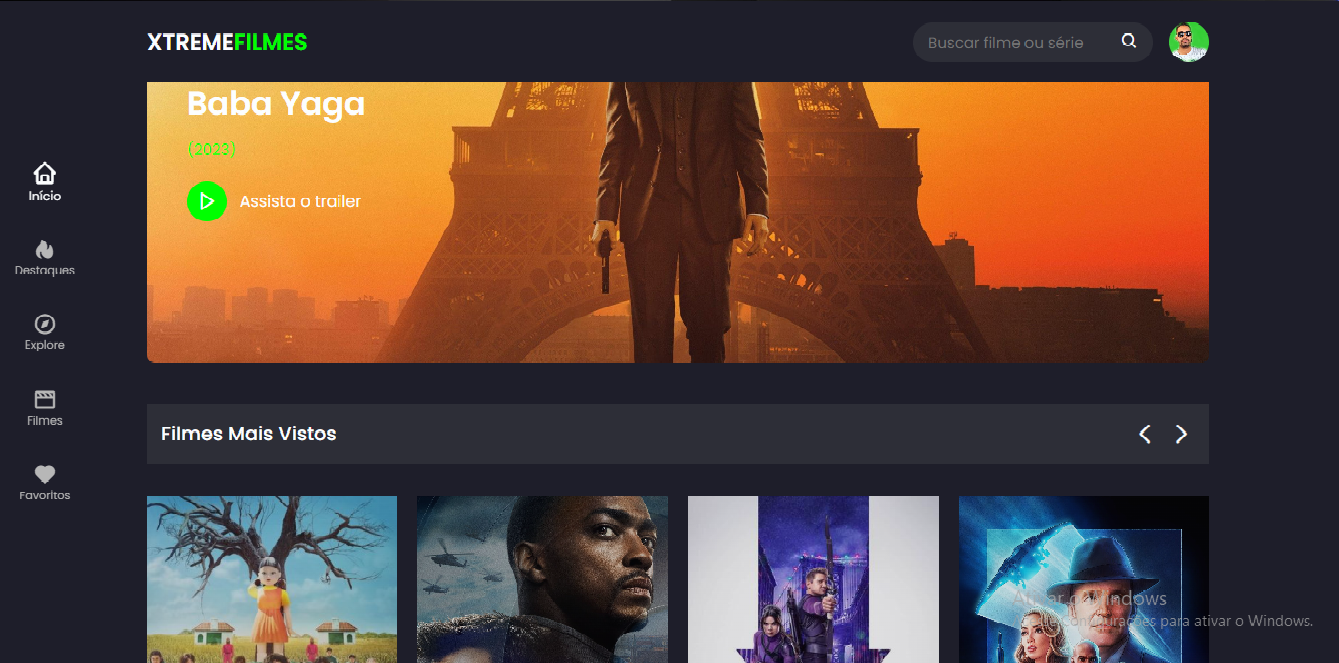 XTREMEFILMES
Buscar filme ou série
Baba Yaga
(2023)
Assista o trailer
Início
Destaques
Explore
Filmes
Favoritos
Filmes Mais Vistos
Ativar o Windows
configurações para ativar o Windows.